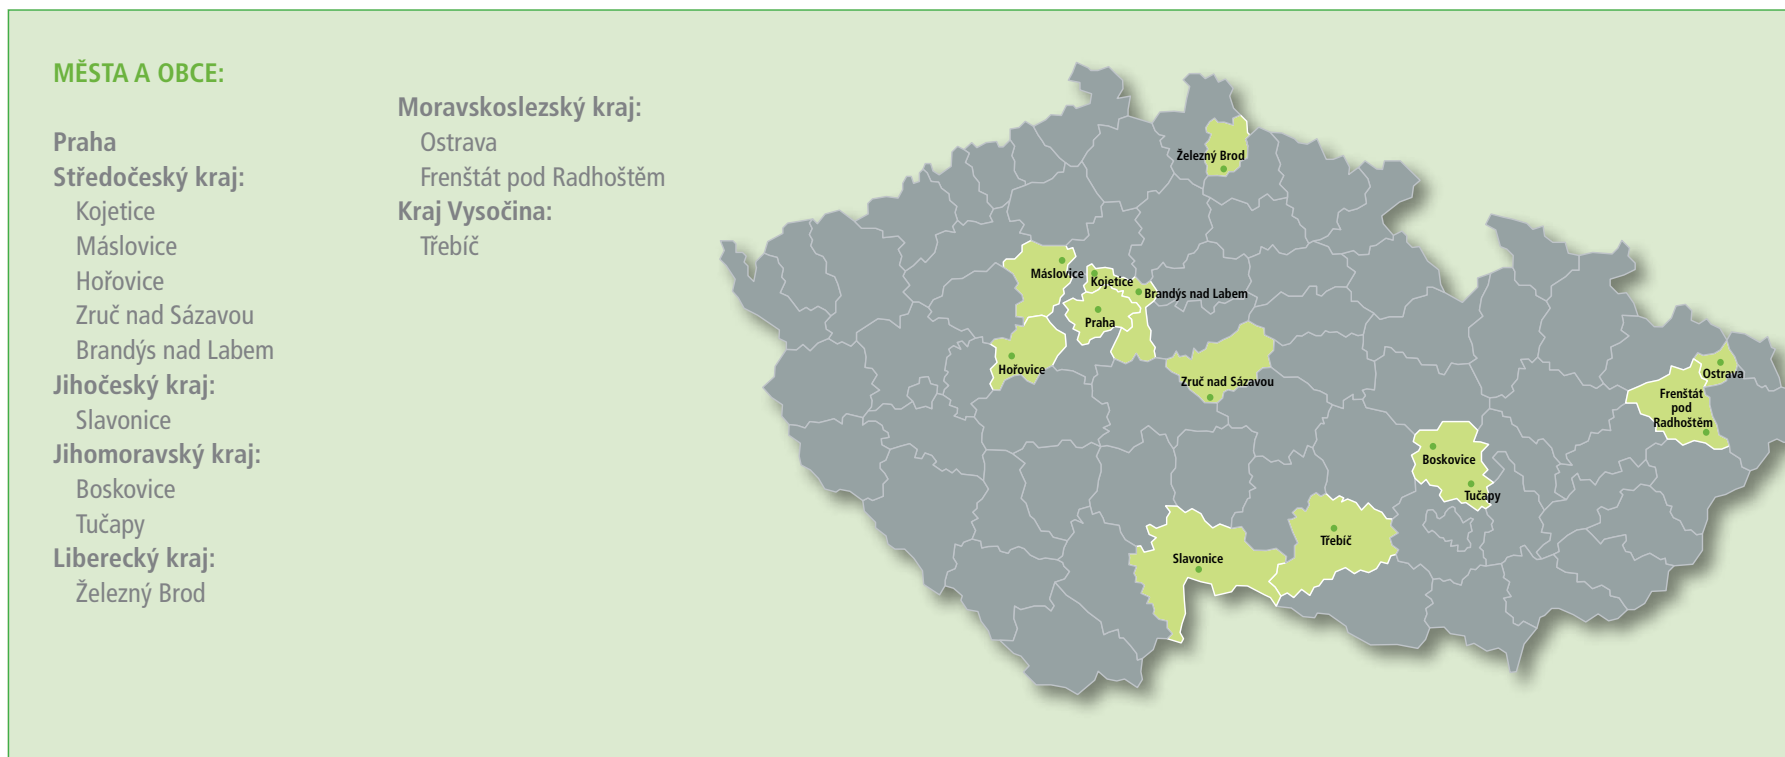 MĚSTA A OBCE:
Praha
Středočeský kraj:
Kojetice
Máslovice
Hořovice
Zruč nad Sázavou
Brandýs nad Labem
Jihočeský kraj:
Slavonice
Jihomoravský kraj:
Boskovice
Tučapy
Liberecký kraj:
Železný Brod
Moravskoslezský kraj:
Ostrava
Frenštát pod Radhoštěm
Kraj Vysočina:
Třebíč
Železný Brod
Máslovice
Kojetice
Brandýs nad Labem
Praha
Hořovice
Zruč nad Sázavou
Ostrava
Frenštát
pod
Radhoštěm
Boskovice
Tučapy
Třebíč
Slavonice